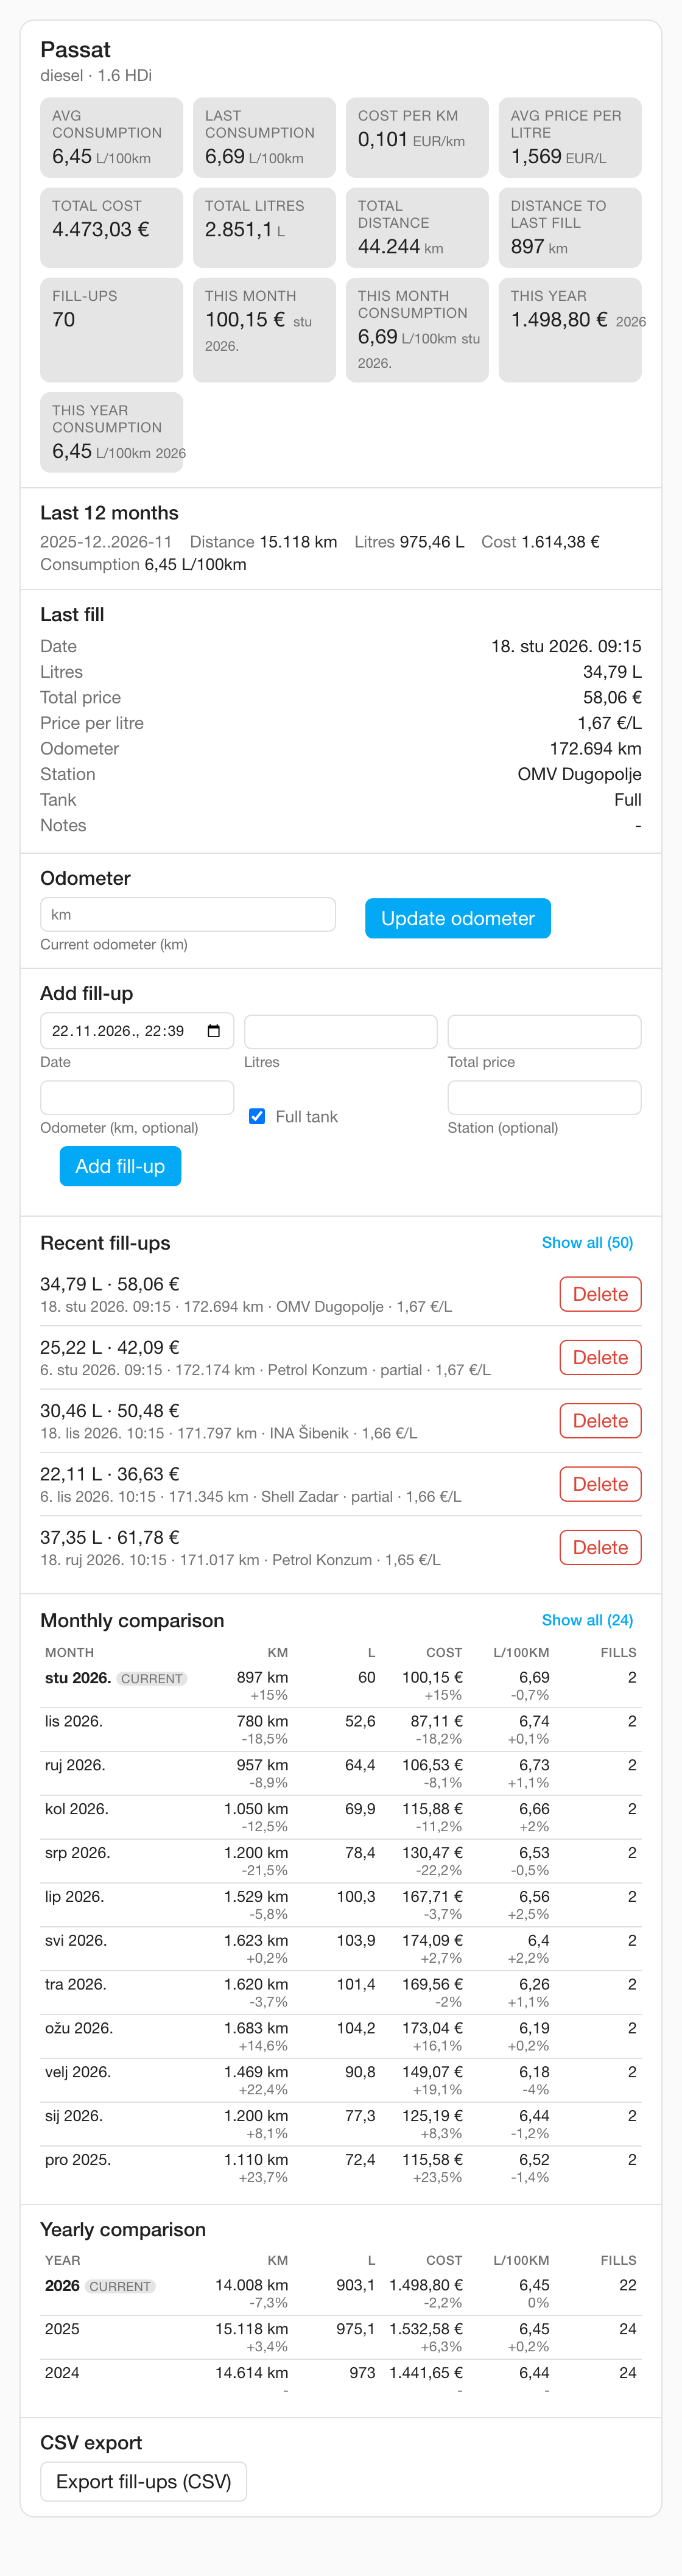 Passat
diesel · 1.6 HDi
AVG CONSUMPTION
6,45 L/100km
LAST CONSUMPTION
6,69 L/100km
COST PER KM
0,101 EUR/km
AVG PRICE PER LITRE
1,569 EUR/L
TOTAL COST
4.473,03 €
TOTAL LITRES
2.851,1 L
TOTAL DISTANCE
44.244 km
DISTANCE TO LAST FILL
897 km
FILL-UPS
70
THIS MONTH
100,15 € stu 2026.
THIS MONTH CONSUMPTION
6,69 L/100km stu 2026.
THIS YEAR
1.498,80 € 2026
THIS YEAR CONSUMPTION
6,45 L/100km 2026
Last 12 months
2025-12..2026-11 Distance 15.118 km Litres 975,46 L Cost 1.614,38 €
Consumption 6,45 L/100km
Last fill
Date 18. stu 2026. 09:15
Litres 34,79 L
Total price 58,06 €
Price per litre 1,67 €/L
Odometer 172.694 km
Station OMV Dugopolje
Tank Full
Notes -
Odometer
km
Update odometer
Current odometer (km)
Add fill-up
22.11.2026., 22:39
Date Litres Total price
Full tank
Odometer (km, optional) Station (optional)
Add fill-up
Recent fill-ups Show all (50)
34,79 L · 58,06 €
18. stu 2026. 09:15 · 172.694 km · OMV Dugopolje · 1,67 €/L
Delete
25,22 L · 42,09 €
6. stu 2026. 09:15 · 172.174 km · Petrol Konzum · partial · 1,67 €/L
Delete
30,46 L · 50,48 €
18. lis 2026. 10:15 · 171.797 km · INA Šibenik · 1,66 €/L
Delete
22,11 L · 36,63 €
6. lis 2026. 10:15 · 171.345 km · Shell Zadar · partial · 1,66 €/L
Delete
37,35 L · 61,78 €
18. ruj 2026. 10:15 · 171.017 km · Petrol Konzum · 1,65 €/L
Delete
Monthly comparison Show all (24)
MONTH KM L COST L/100KM FILLS
stu 2026. CURRENT 897 km 60 100,15 € 6,69 2
+15% +15% -0,7%
lis 2026. 780 km 52,6 87,11 € 6,74 2
-18,5% -18,2% +0,1%
ruj 2026. 957 km 64,4 106,53 € 6,73 2
-8,9% -8,1% +1,1%
kol 2026. 1.050 km 69,9 115,88 € 6,66 2
-12,5% -11,2% +2%
srp 2026. 1.200 km 78,4 130,47 € 6,53 2
-21,5% -22,2% -0,5%
lip 2026. 1.529 km 100,3 167,71 € 6,56 2
-5,8% -3,7% +2,5%
svi 2026. 1.623 km 103,9 174,09 € 6,4 2
+0,2% +2,7% +2,2%
tra 2026. 1.620 km 101,4 169,56 € 6,26 2
-3,7% -2% +1,1%
ožu 2026. 1.683 km 104,2 173,04 € 6,19 2
+14,6% +16,1% +0,2%
velj 2026. 1.469 km 90,8 149,07 € 6,18 2
+22,4% +19,1% -4%
sij 2026. 1.200 km 77,3 125,19 € 6,44 2
+8,1% +8,3% -1,2%
pro 2025. 1.110 km 72,4 115,58 € 6,52 2
+23,7% +23,5% -1,4%
Yearly comparison
YEAR KM L COST L/100KM FILLS
2026 CURRENT 14.008 km 903,1 1.498,80 € 6,45 22
-7,3% -2,2% 0%
2025 15.118 km 975,1 1.532,58 € 6,45 24
+3,4% +6,3% +0,2%
2024 14.614 km 973 1.441,65 € 6,44 24
- - -
CSV export
Export fill-ups (CSV)